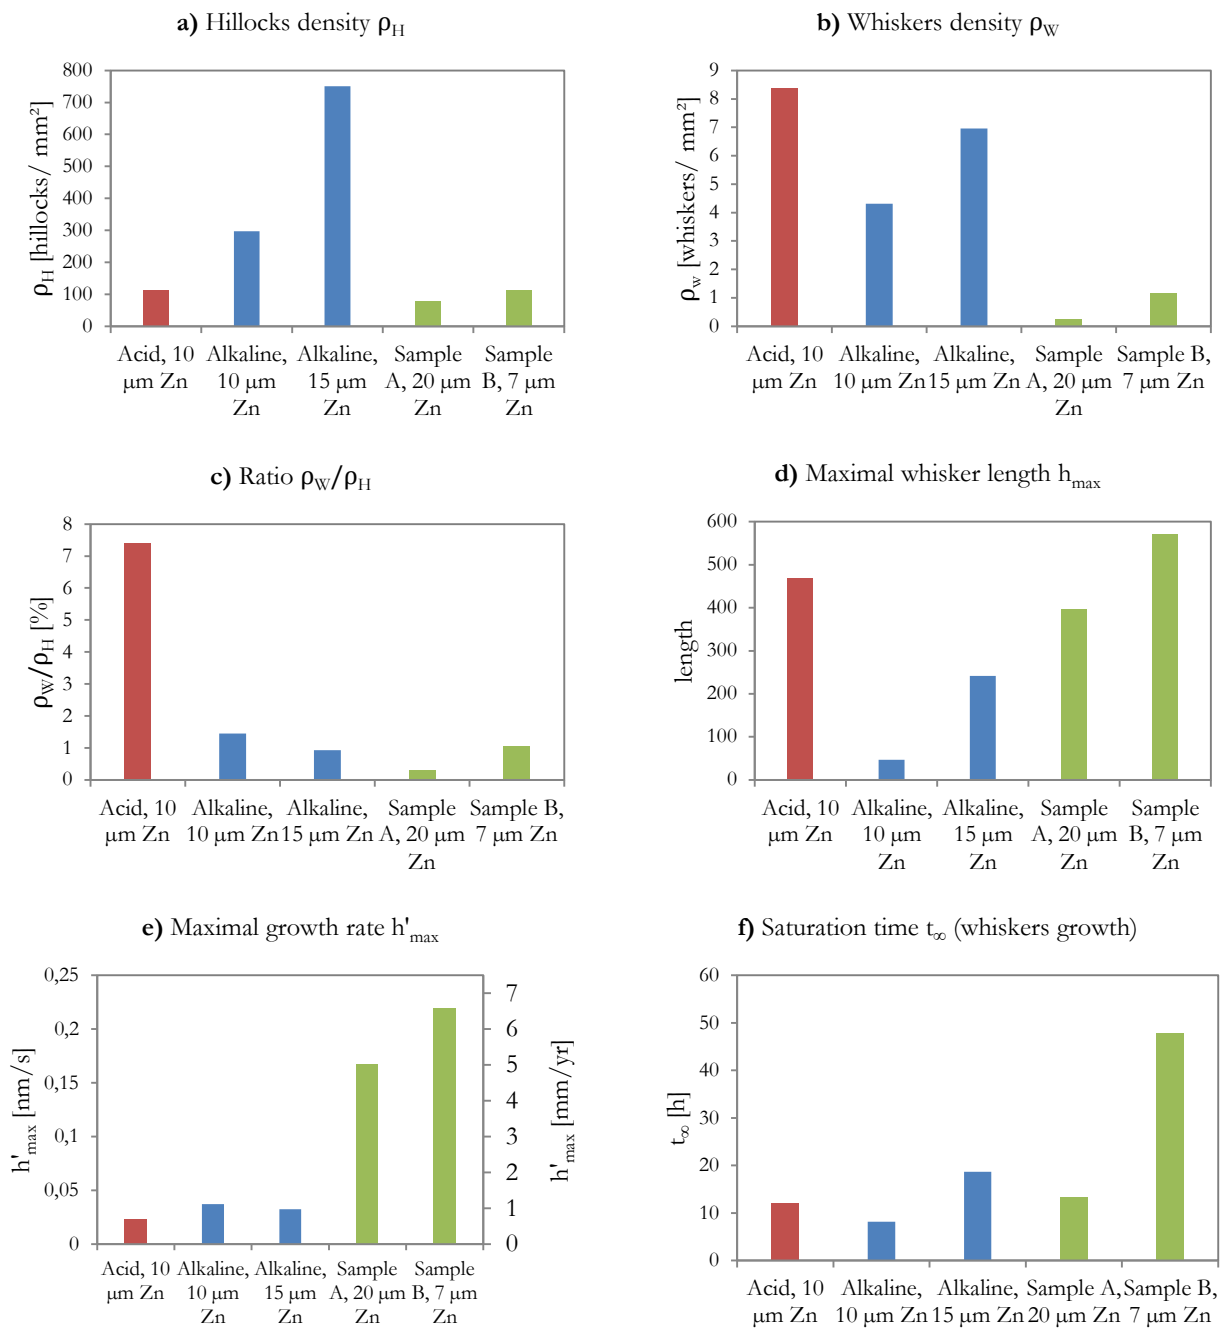 a) Hillocks density ρH
800
700
600
500
400
300
200
100
0
ρH [hillocks/ mm²]
Acid, 10
μm Zn
Alkaline,
10 μm
Zn
Alkaline,
15 μm
Zn
Sample
A, 20 μm
Zn
Sample
B, 7 μm
Zn
b) Whiskers density ρW
9
8
7
6
5
4
3
2
1
0
ρw [whiskers/ mm²]
Acid, 10
μm Zn
Alkaline,
10 μm Zn
Alkaline,
15 μm Zn
Sample
A, 20 μm
Zn
Sample B,
7 μm Zn
c) Ratio ρW/ρH
8
7
6
5
4
3
2
1
0
ρW/ρH [%]
Acid, 10
μm Zn
Alkaline,
10 μm Zn
Alkaline,
15 μm Zn
Sample
A, 20 μm
Zn
Sample B,
7 μm Zn
d) Maximal whisker length hmax
600
500
400
300
200
100
0
length
Acid, 10
μm Zn
Alkaline,
10 μm
Zn
Alkaline,
15 μm
Zn
Sample
A, 20 μm
Zn
Sample
B, 7 μm
Zn
e) Maximal growth rate h'max
0,25
0,2
0,15
0,1
0,05
0
h'max [nm/s]
7
6
5
4
3
2
1
0
h'max [mm/yr]
Acid, 10
μm Zn
Alkaline,
10 μm
Zn
Alkaline,
15 μm
Zn
Sample
A, 20 μm
Zn
Sample
B, 7 μm
Zn
f) Saturation time t∞ (whiskers growth)
60
50
40
30
20
10
0
t∞ [h]
Acid, 10
μm Zn
Alkaline,
10 μm Zn
Alkaline,
15 μm Zn
Sample A,
20 μm Zn
Sample B,
7 μm Zn